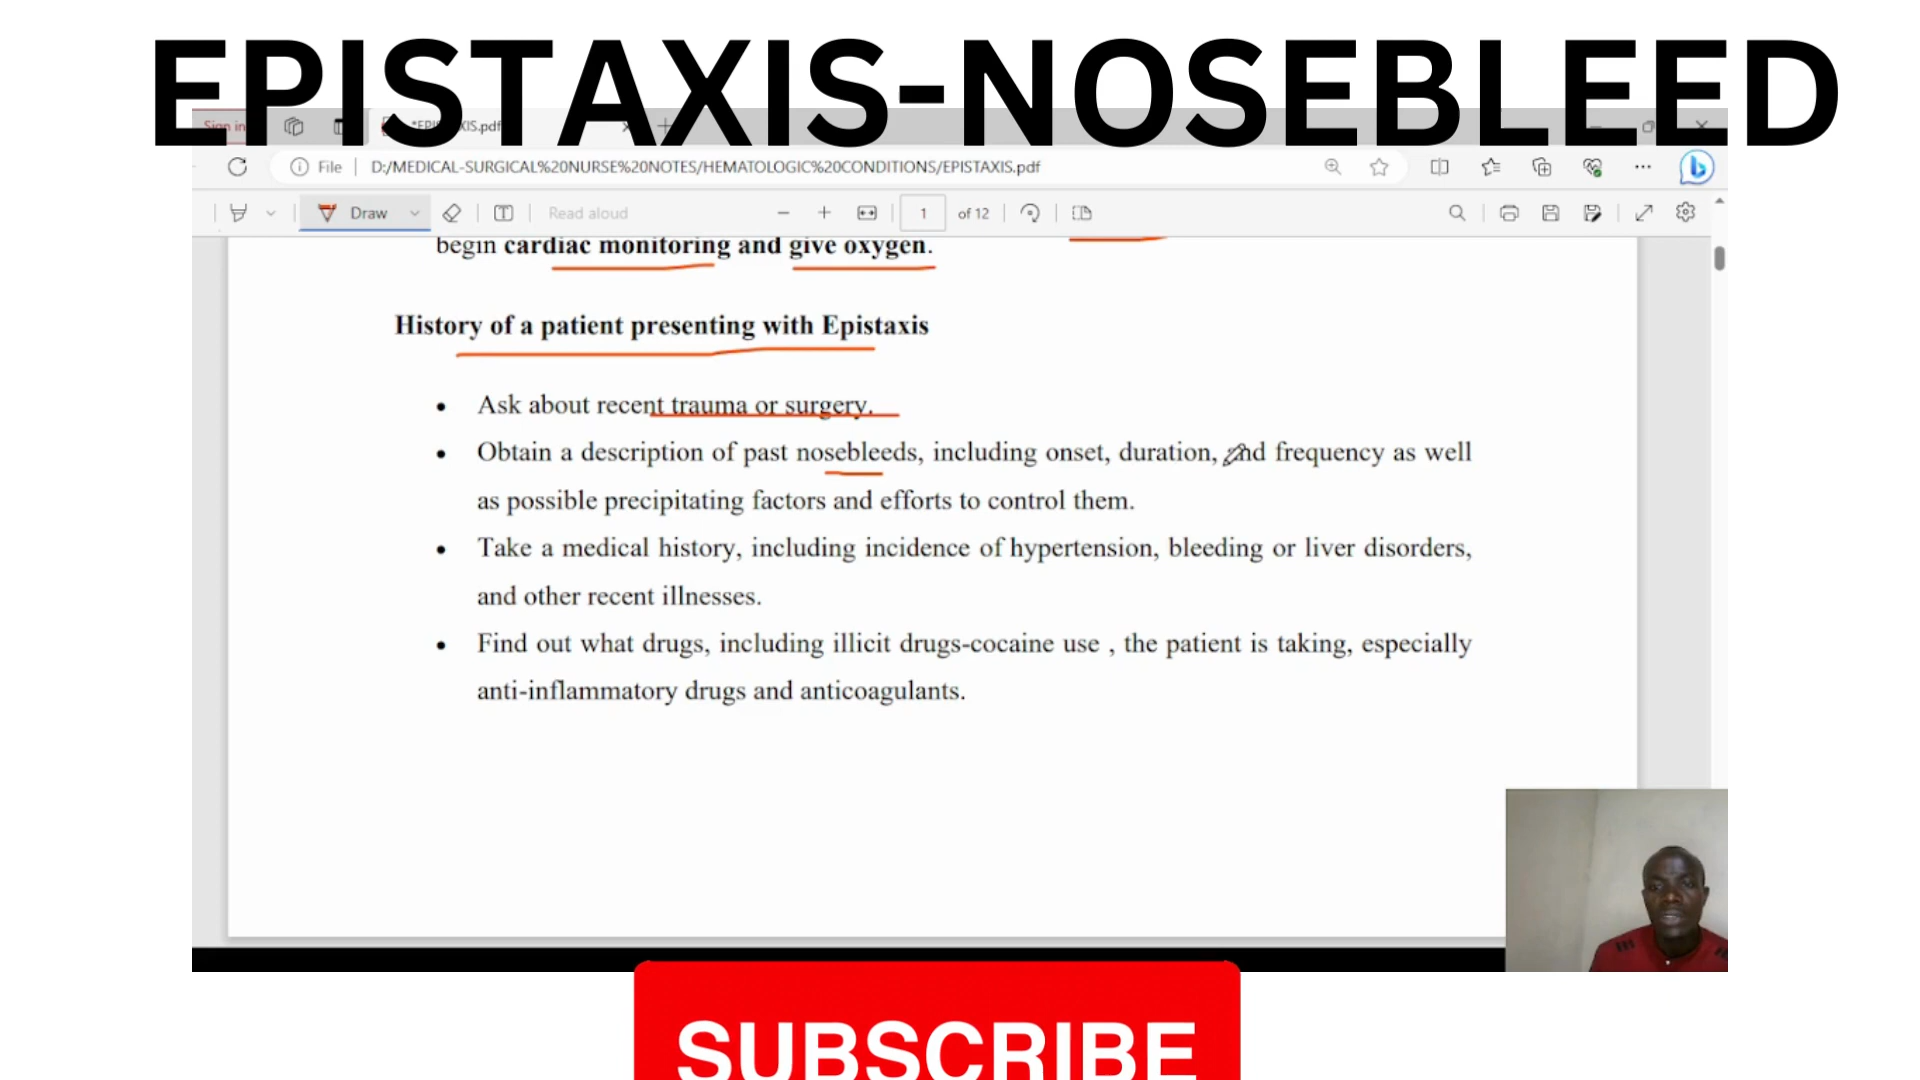 EPISTAXIS-NOSEBLEED
Sign in
File D:/MEDICAL-SURGICAL%20NURSE%20NOTES/HEMATOLOGIC%20CONDITIONS/EPISTAXIS.pdf
Draw Read aloud 1 of 12
begin cardiac monitoring and give oxygen.
History of a patient presenting with Epistaxis
• Ask about recent trauma or surgery.
• Obtain a description of past nosebleeds, including onset, duration, and frequency as well
as possible precipitating factors and efforts to control them.
• Take a medical history, including incidence of hypertension, bleeding or liver disorders,
and other recent illnesses.
• Find out what drugs, including illicit drugs-cocaine use , the patient is taking, especially
anti-inflammatory drugs and anticoagulants.
SUBSCRIBE